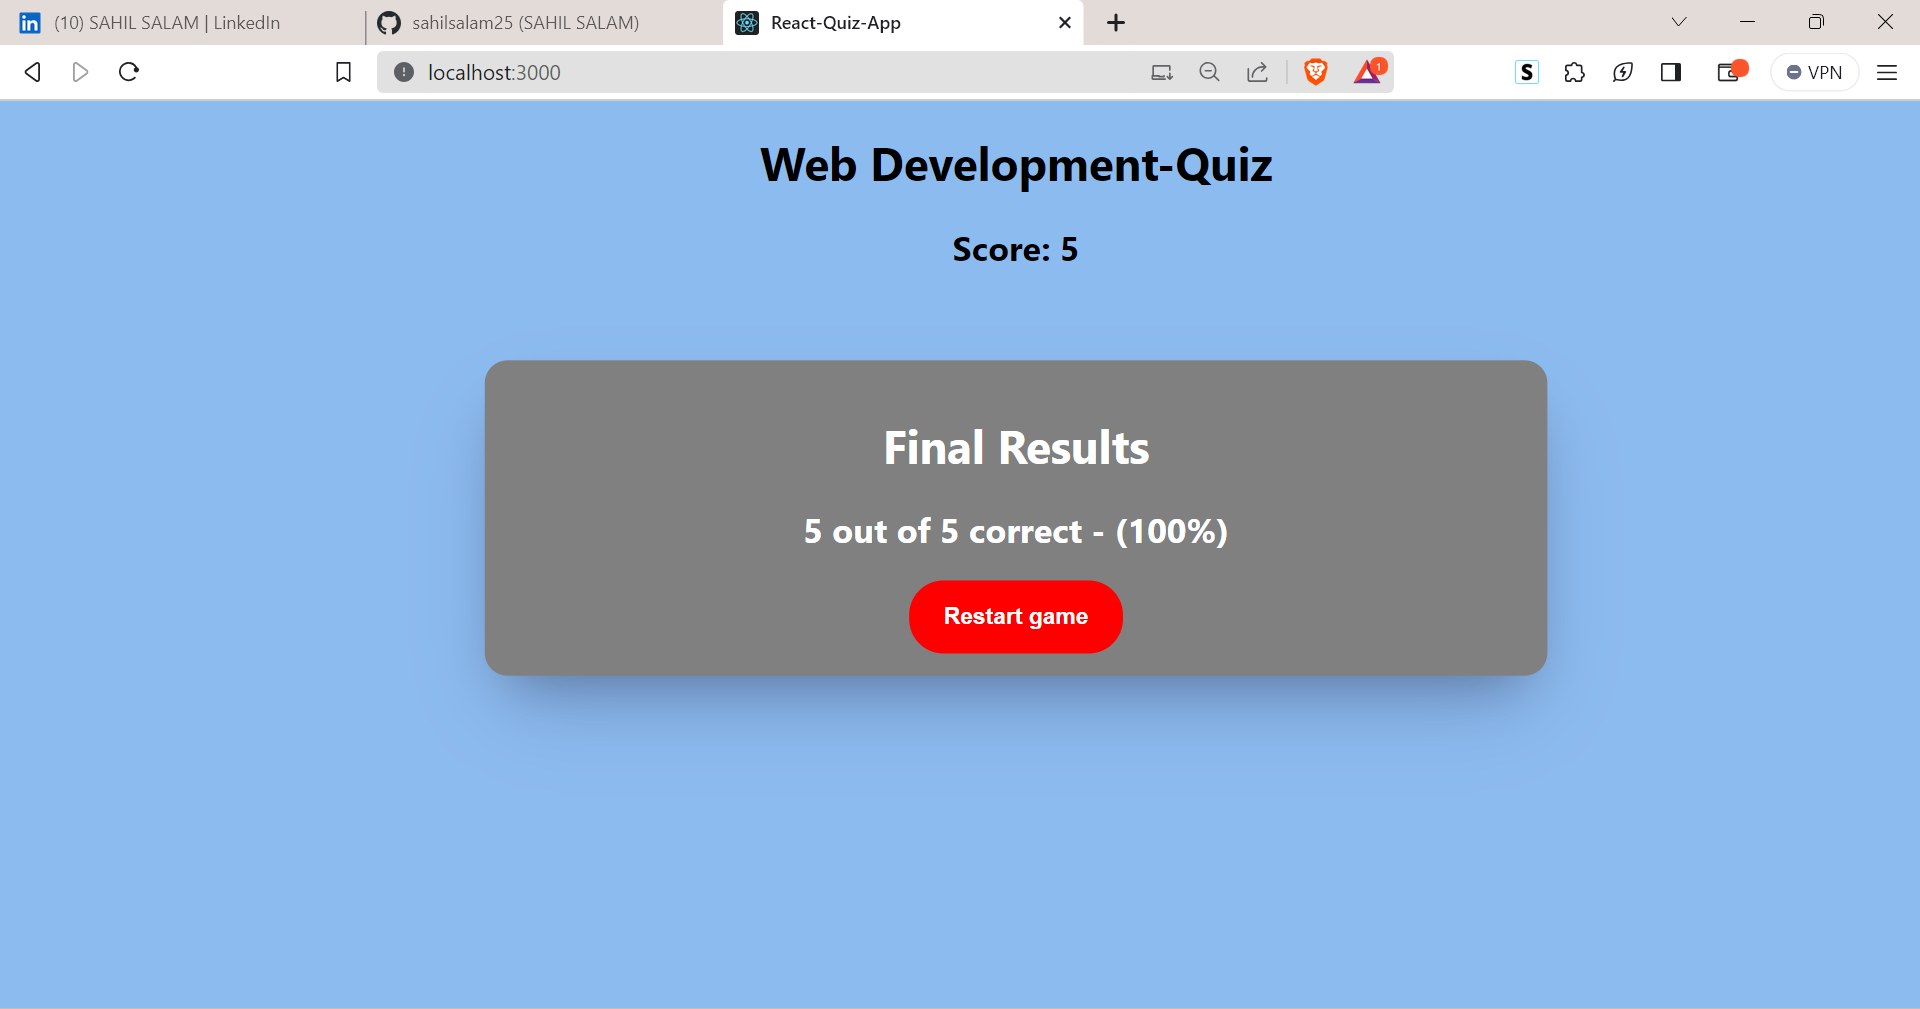 in (10) SAHIL SALAM | LinkedIn
sahilsalam25 (SAHIL SALAM)
React-Quiz-App
localhost:3000
1
S
VPN
Web Development-Quiz
Score: 5
Final Results
5 out of 5 correct - (100%)
Restart game